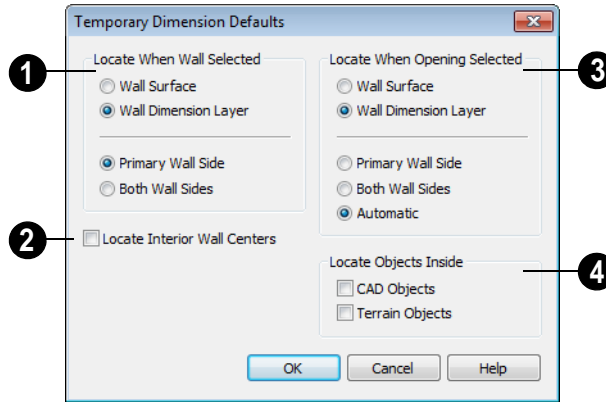 Temporary Dimension Defaults
1
Locate When Wall Selected
Wall Surface
Wall Dimension Layer
Primary Wall Side
Both Wall Sides
2
Locate Interior Wall Centers
3
Locate When Opening Selected
Wall Surface
Wall Dimension Layer
Primary Wall Side
Both Wall Sides
Automatic
4
Locate Objects Inside
CAD Objects
Terrain Objects
OK
Cancel
Help